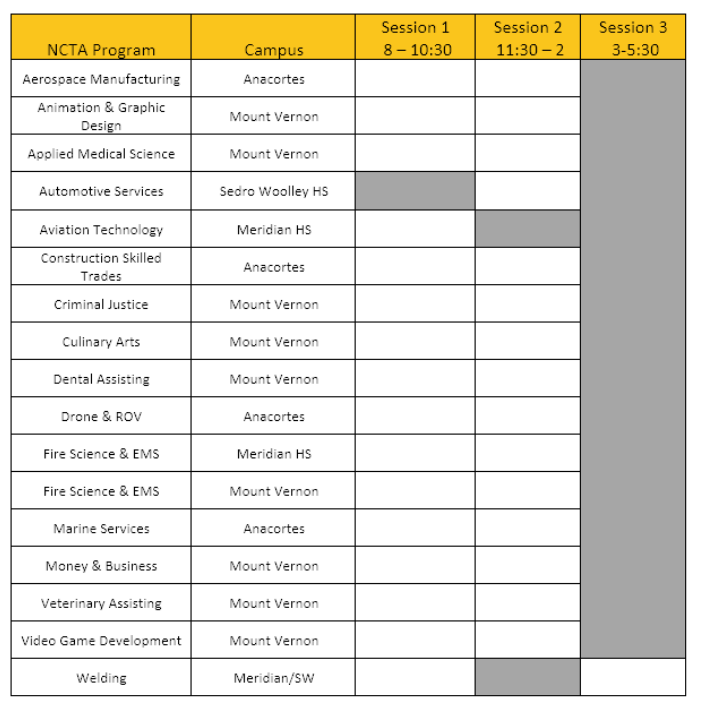 NCTA Program Campus Session 1 8 – 10:30 Session 2 11:30 – 2 Session 3 3-5:30
Aerospace Manufacturing Anacortes
Animation & Graphic Design Mount Vernon
Applied Medical Science Mount Vernon
Automotive Services Sedro Woolley HS
Aviation Technology Meridian HS
Construction Skilled Trades Anacortes
Criminal Justice Mount Vernon
Culinary Arts Mount Vernon
Dental Assisting Mount Vernon
Drone & ROV Anacortes
Fire Science & EMS Meridian HS
Fire Science & EMS Mount Vernon
Marine Services Anacortes
Money & Business Mount Vernon
Veterinary Assisting Mount Vernon
Video Game Development Mount Vernon
Welding Meridian/SW